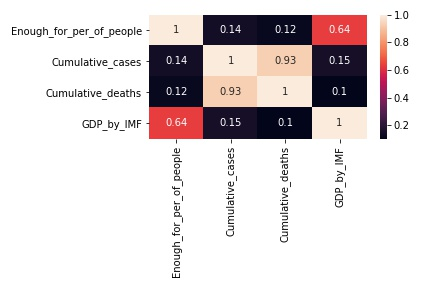 Enough_for_per_of_people 1 0.14 0.12 0.64
Cumulative_cases 0.14 1 0.93 0.15
Cumulative_deaths 0.12 0.93 1 0.1
GDP_by_IMF 0.64 0.15 0.1 1
Enough_for_per_of_people
Cumulative_cases
Cumulative_deaths
GDP_by_IMF
1.0
0.8
0.6
0.4
0.2